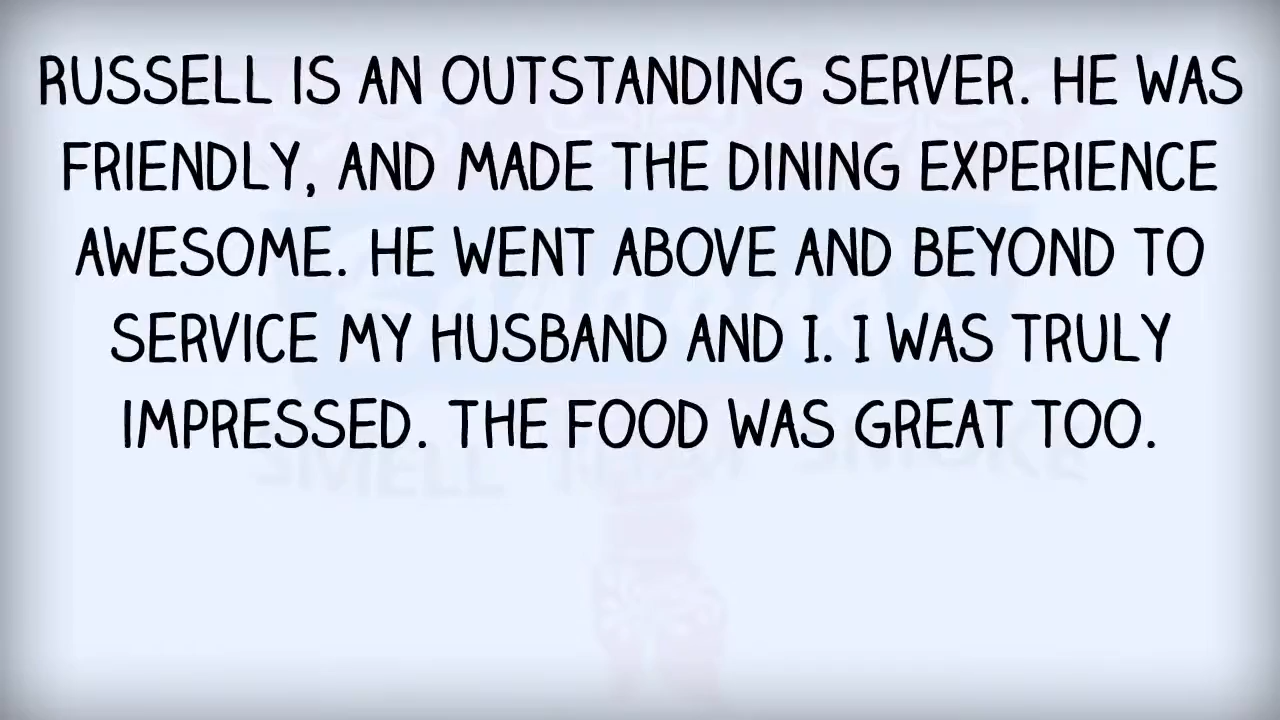 RUSSELL IS AN OUTSTANDING SERVER. HE WAS
FRIENDLY, AND MADE THE DINING EXPERIENCE
AWESOME. HE WENT ABOVE AND BEYOND TO
SERVICE MY HUSBAND AND I. I WAS TRULY
IMPRESSED. THE FOOD WAS GREAT TOO.